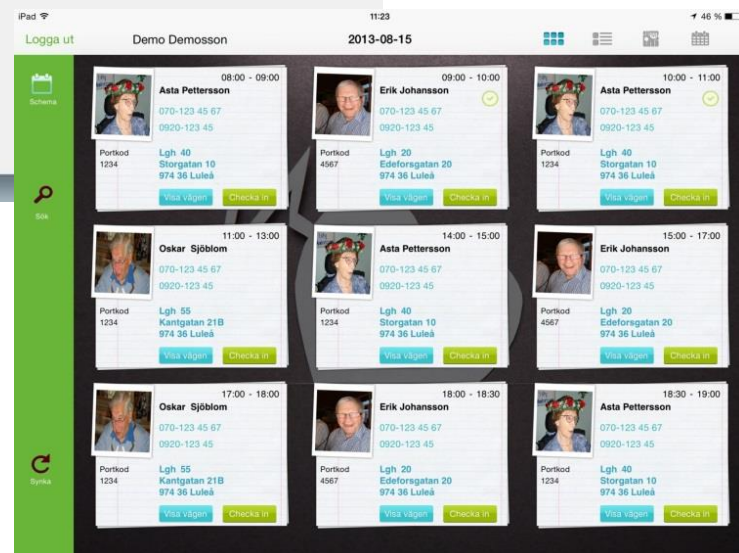 iPad 11:23 46 %
Logga ut Demo Demosson 2013-08-15
Schema
Sök
Synka
08:00 - 09:00
Asta Pettersson
070-123 45 67
0920-123 45
Portkod
1234
Lgh 40
Storgatan 10
974 36 Luleå
Visa vägen Checka in
09:00 - 10:00
Erik Johansson
070-123 45 67
0920-123 45
Portkod
4567
Lgh 20
Edeforsgatan 20
974 36 Luleå
Visa vägen Checka in
10:00 - 11:00
Asta Pettersson
070-123 45 67
0920-123 45
Portkod
1234
Lgh 40
Storgatan 10
974 36 Luleå
Visa vägen Checka in
11:00 - 13:00
Oskar Sjöblom
070-123 45 67
0920-123 45
Portkod
1234
Lgh 55
Kantgatan 21B
974 36 Luleå
Visa vägen Checka in
14:00 - 15:00
Asta Pettersson
070-123 45 67
0920-123 45
Portkod
1234
Lgh 40
Storgatan 10
974 36 Luleå
Visa vägen Checka in
15:00 - 17:00
Erik Johansson
070-123 45 67
0920-123 45
Portkod
4567
Lgh 20
Edeforsgatan 20
974 36 Luleå
Visa vägen Checka in
17:00 - 18:00
Oskar Sjöblom
070-123 45 67
0920-123 45
Portkod
1234
Lgh 55
Kantgatan 21B
974 36 Luleå
Visa vägen Checka in
18:00 - 18:30
Erik Johansson
070-123 45 67
0920-123 45
Portkod
4567
Lgh 20
Edeforsgatan 20
974 36 Luleå
Visa vägen Checka in
18:30 - 19:00
Asta Pettersson
070-123 45 67
0920-123 45
Portkod
1234
Lgh 40
Storgatan 10
974 36 Luleå
Visa vägen Checka in